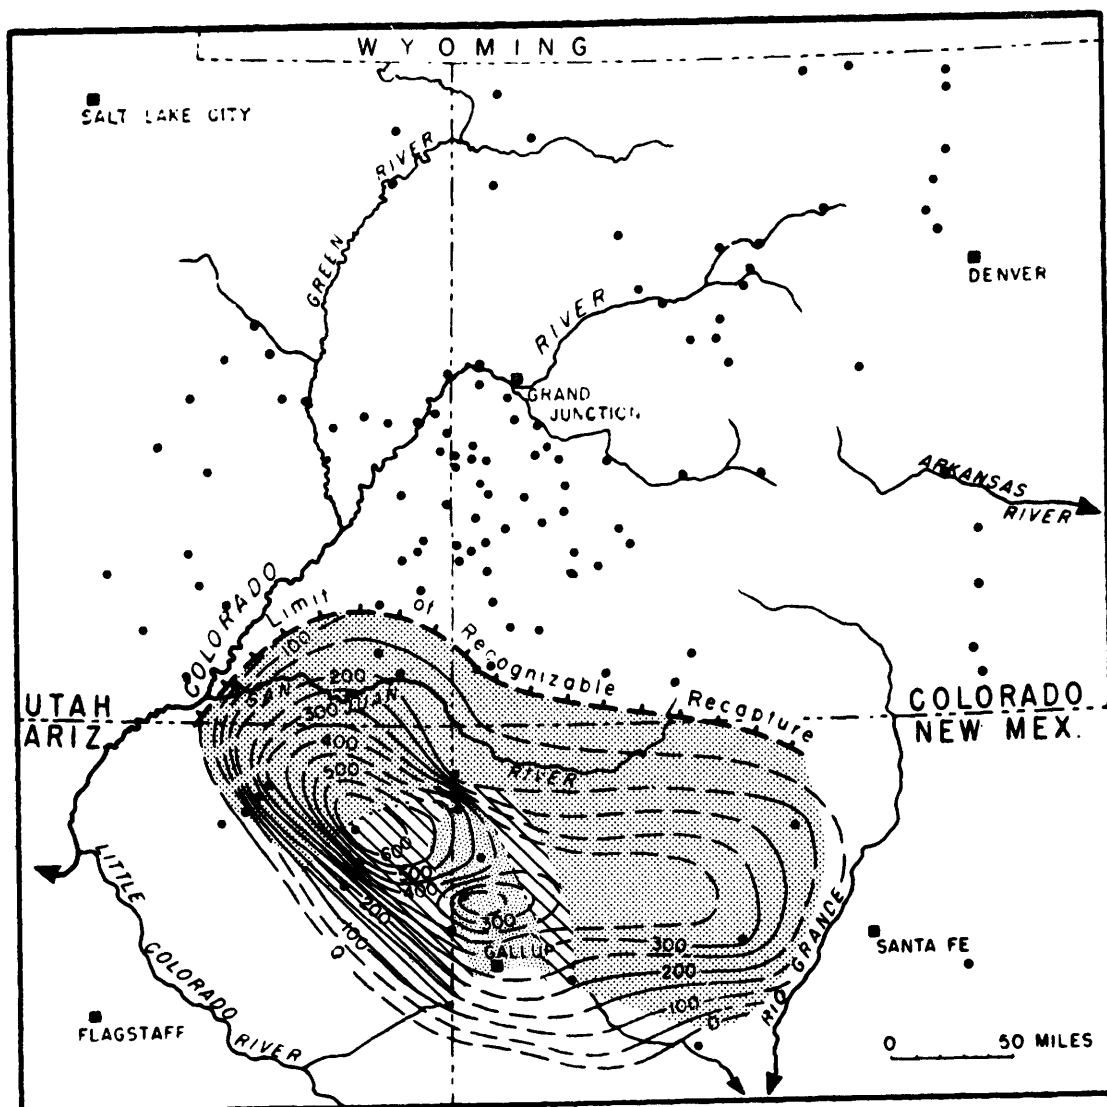 WYOMING
SALT LAKE CITY
GREEN RIVER
DENVER
RIVER
GRAND
JUNCTION
ARKANSAS
RIVER
COLORADO
Limit of Recognizable Recapture
100
200
SAN JUAN
300
UTAH
ARIZ.
COLORADO
NEW MEX.
400
500
RIVER
600
500
400
200
300
100
0
GALLUP
300
200
100
0
LITTLE
COLORADO
RIVER
RIO GRANDE
SANTA FE
FLAGSTAFF
0 50 MILES